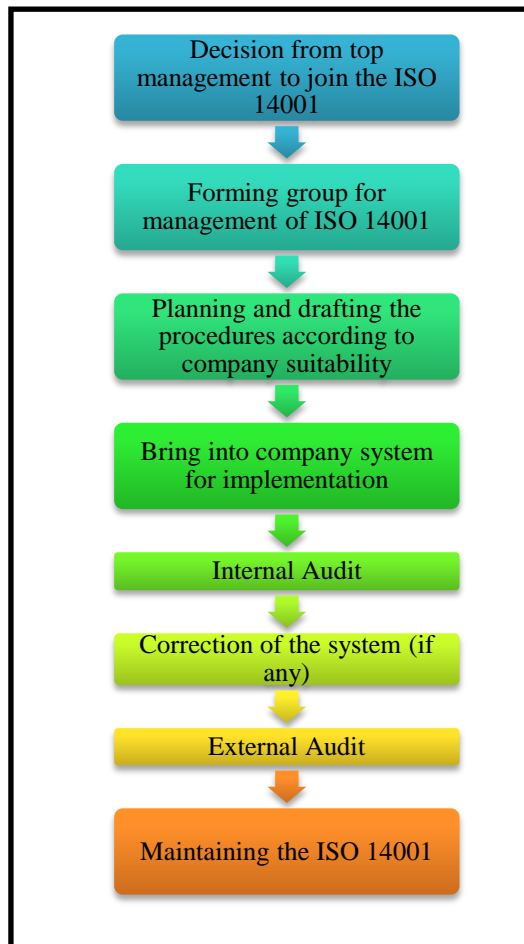 Decision from top
management to join the ISO
14001
Forming group for
management of ISO 14001
Planning and drafting the
procedures according to
company suitability
Bring into company system
for implementation
Internal Audit
Correction of the system (if
any)
External Audit
Maintaining the ISO 14001